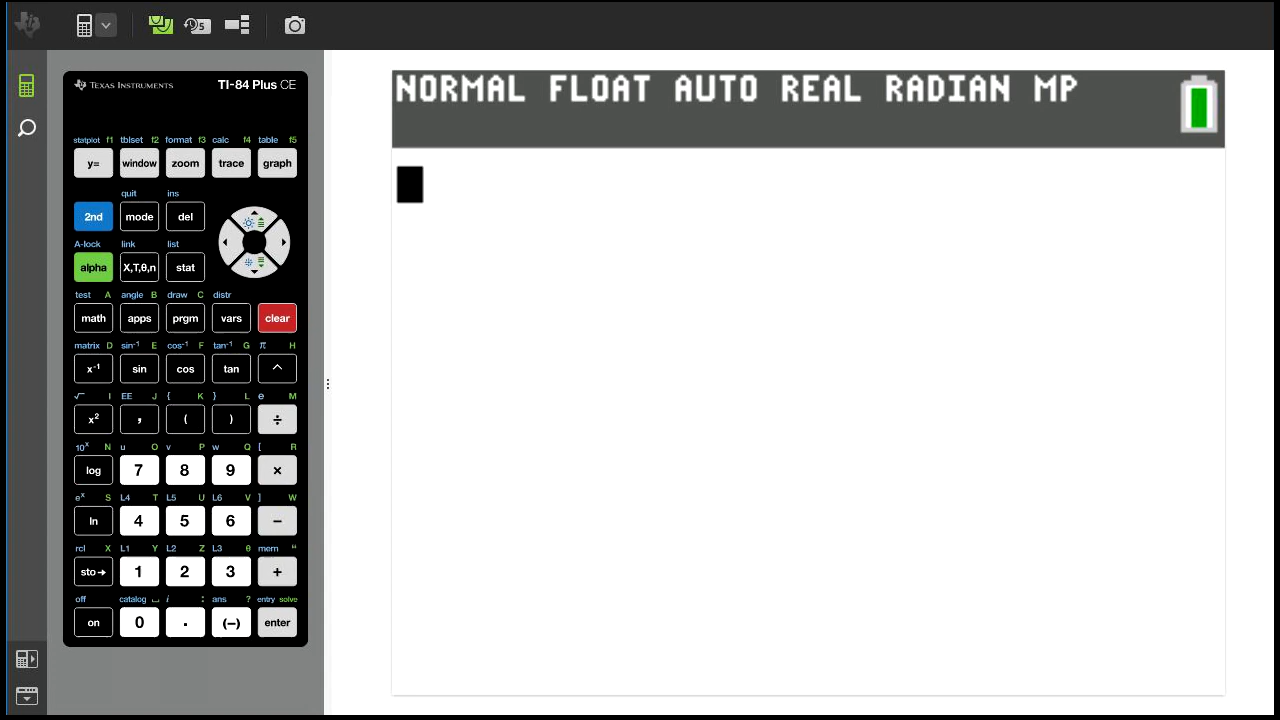 TEXAS INSTRUMENTS TI-84 Plus CE
NORMAL FLOAT AUTO REAL RADIAN MP
statplot f1 tblset f2 format f3 calc f4 table f5
y= window zoom trace graph
quit ins
2nd mode del
A-lock link list
alpha X,T,θ,n stat
test A angle B draw C distr
math apps prgm vars clear
matrix D sin⁻¹ E cos⁻¹ F tan⁻¹ G π H
x⁻¹ sin cos tan ^
√ I EE J { K } L e M
x² , ( ) ÷
10ˣ N u O v P w Q [ R
log 7 8 9 ×
eˣ S L4 T L5 U L6 V ] W
ln 4 5 6 −
rcl X L1 Y L2 Z L3 θ mem "
sto→ 1 2 3 +
off catalog ⎵ i : ans ? entry solve
on 0 . (−) enter
5